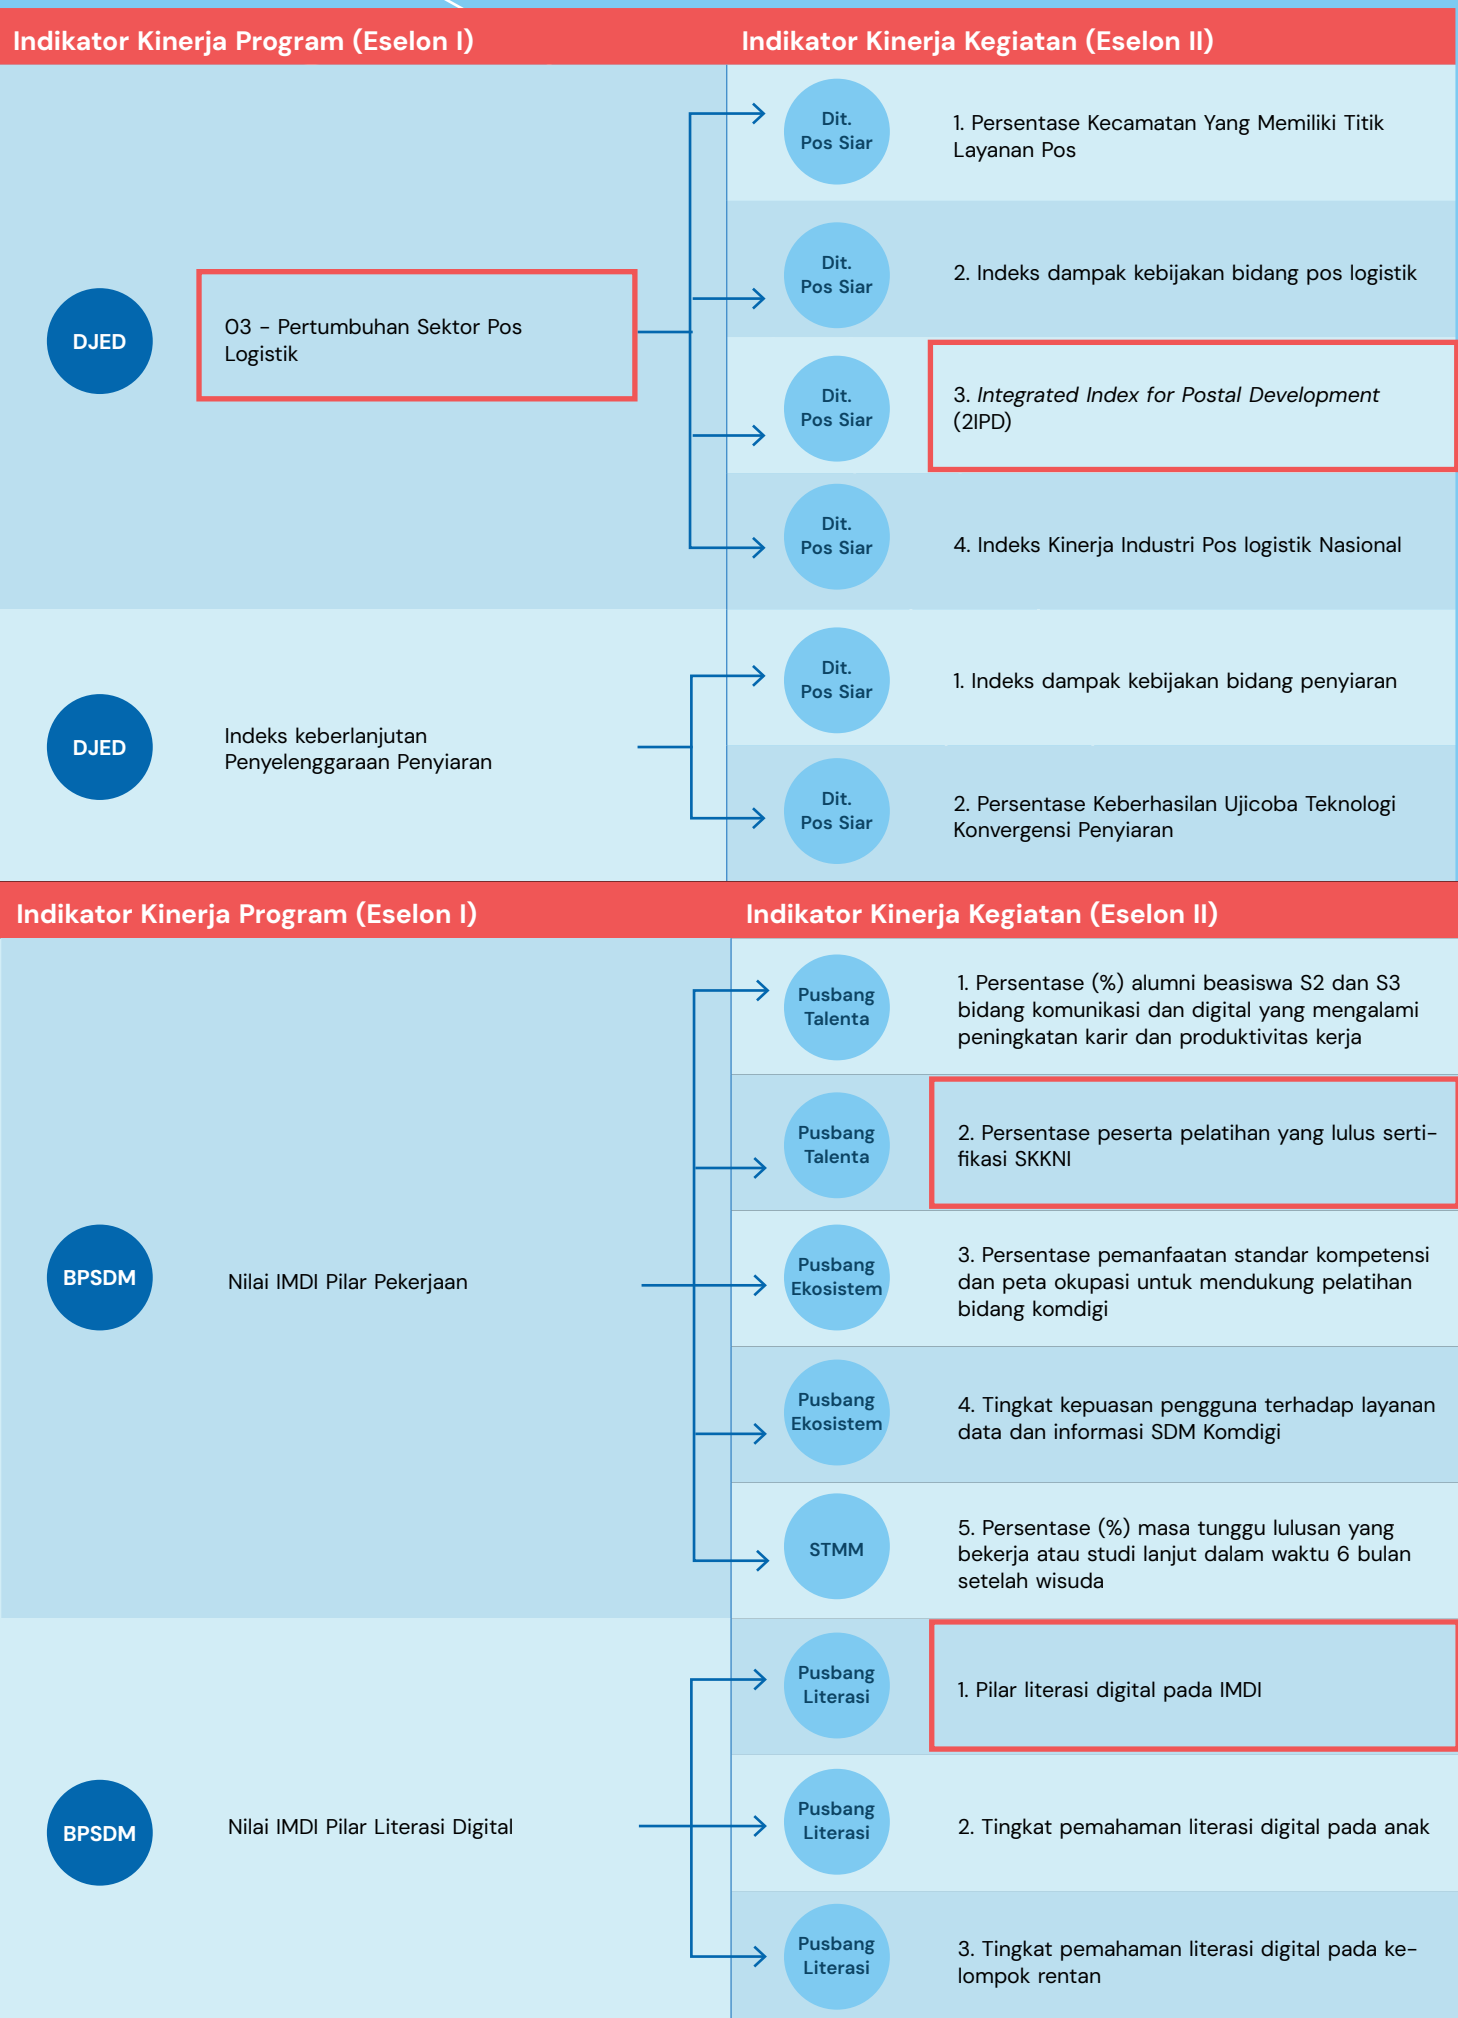 Indikator Kinerja Program (Eselon I)
Indikator Kinerja Kegiatan (Eselon II)
DJED
03 - Pertumbuhan Sektor Pos
Logistik
Dit.
Pos Siar
1. Persentase Kecamatan Yang Memiliki Titik
Layanan Pos
Dit.
Pos Siar
2. Indeks dampak kebijakan bidang pos logistik
Dit.
Pos Siar
3. Integrated Index for Postal Development
(2IPD)
Dit.
Pos Siar
4. Indeks Kinerja Industri Pos logistik Nasional
DJED
Indeks keberlanjutan
Penyelenggaraan Penyiaran
Dit.
Pos Siar
1. Indeks dampak kebijakan bidang penyiaran
Dit.
Pos Siar
2. Persentase Keberhasilan Ujicoba Teknologi
Konvergensi Penyiaran
Indikator Kinerja Program (Eselon I)
Indikator Kinerja Kegiatan (Eselon II)
BPSDM
Nilai IMDI Pilar Pekerjaan
Pusbang
Talenta
1. Persentase (%) alumni beasiswa S2 dan S3
bidang komunikasi dan digital yang mengalami
peningkatan karir dan produktivitas kerja
Pusbang
Talenta
2. Persentase peserta pelatihan yang lulus serti-
fikasi SKKNI
Pusbang
Ekosistem
3. Persentase pemanfaatan standar kompetensi
dan peta okupasi untuk mendukung pelatihan
bidang komdigi
Pusbang
Ekosistem
4. Tingkat kepuasan pengguna terhadap layanan
data dan informasi SDM Komdigi
STMM
5. Persentase (%) masa tunggu lulusan yang
bekerja atau studi lanjut dalam waktu 6 bulan
setelah wisuda
BPSDM
Nilai IMDI Pilar Literasi Digital
Pusbang
Literasi
1. Pilar literasi digital pada IMDI
Pusbang
Literasi
2. Tingkat pemahaman literasi digital pada anak
Pusbang
Literasi
3. Tingkat pemahaman literasi digital pada ke-
lompok rentan